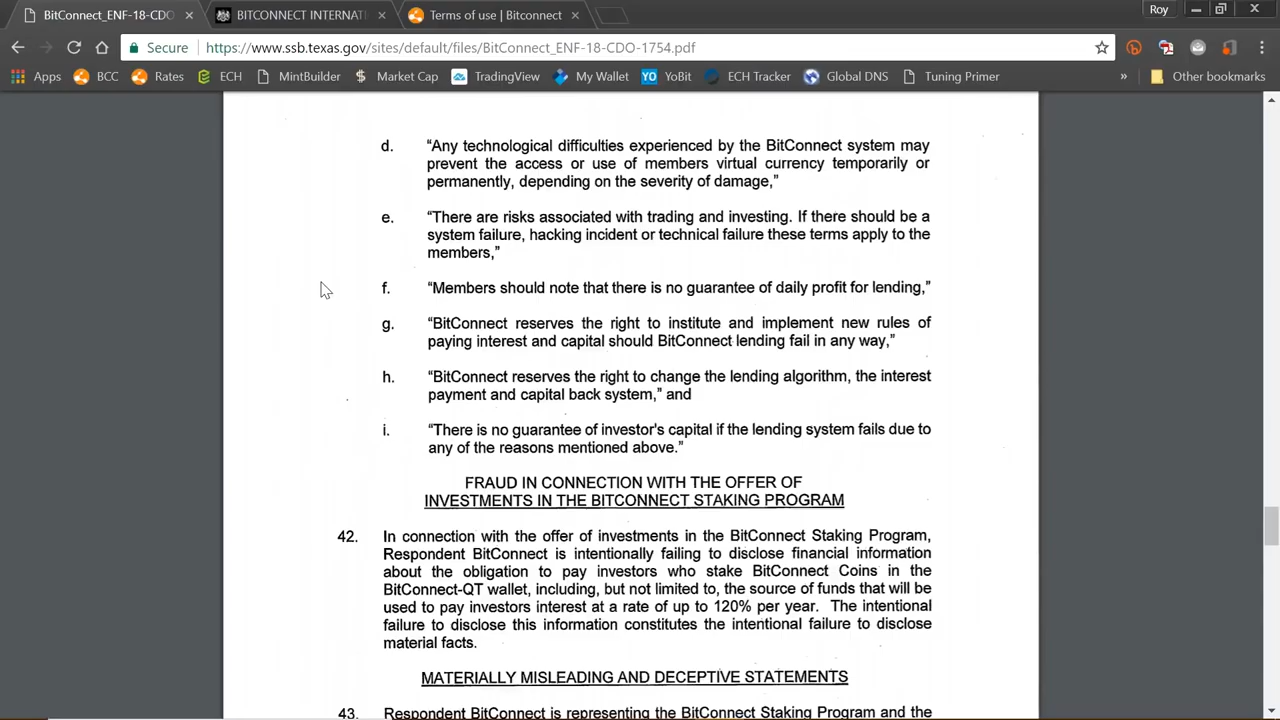 BitConnect_ENF-18-CDO
BITCONNECT INTERNATI
Terms of use | Bitconnect
Roy
Secure
https://www.ssb.texas.gov/sites/default/files/BitConnect_ENF-18-CDO-1754.pdf
Apps BCC Rates ECH MintBuilder Market Cap TradingView My Wallet YoBit ECH Tracker Global DNS Tuning Primer » Other bookmarks
d. “Any technological difficulties experienced by the BitConnect system may
prevent the access or use of members virtual currency temporarily or
permanently, depending on the severity of damage,”
e. “There are risks associated with trading and investing. If there should be a
system failure, hacking incident or technical failure these terms apply to the
members,”
f. “Members should note that there is no guarantee of daily profit for lending,”
g. “BitConnect reserves the right to institute and implement new rules of
paying interest and capital should BitConnect lending fail in any way,”
h. “BitConnect reserves the right to change the lending algorithm, the interest
payment and capital back system,” and
i. “There is no guarantee of investor's capital if the lending system fails due to
any of the reasons mentioned above.”
FRAUD IN CONNECTION WITH THE OFFER OF
INVESTMENTS IN THE BITCONNECT STAKING PROGRAM
42. In connection with the offer of investments in the BitConnect Staking Program,
Respondent BitConnect is intentionally failing to disclose financial information
about the obligation to pay investors who stake BitConnect Coins in the
BitConnect-QT wallet, including, but not limited to, the source of funds that will be
used to pay investors interest at a rate of up to 120% per year. The intentional
failure to disclose this information constitutes the intentional failure to disclose
material facts.
MATERIALLY MISLEADING AND DECEPTIVE STATEMENTS
43. Respondent BitConnect is representing the BitConnect Staking Program and the